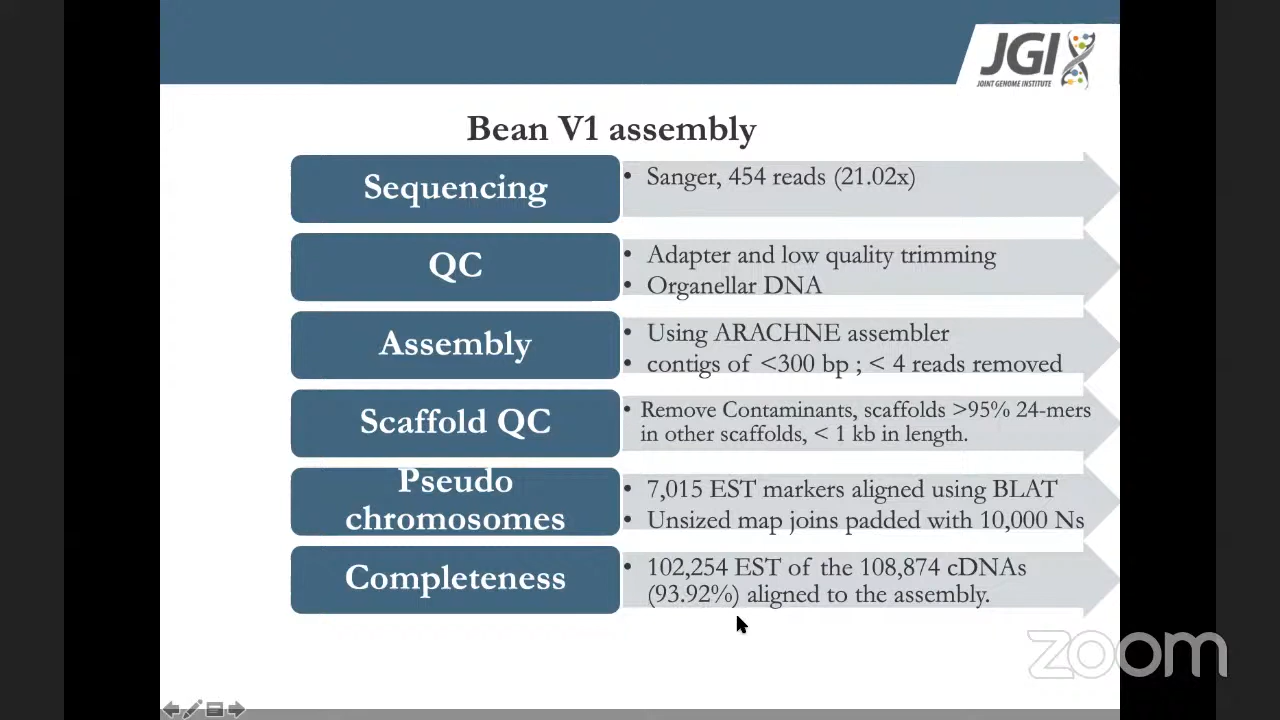 JGI
JOINT GENOME INSTITUTE
Bean V1 assembly
Sequencing
• Sanger, 454 reads (21.02x)
QC
• Adapter and low quality trimming
• Organellar DNA
Assembly
• Using ARACHNE assembler
• contigs of <300 bp ; < 4 reads removed
Scaffold QC
• Remove Contaminants, scaffolds >95% 24-mers
in other scaffolds, < 1 kb in length.
Pseudo
chromosomes
• 7,015 EST markers aligned using BLAT
• Unsized map joins padded with 10,000 Ns
Completeness
• 102,254 EST of the 108,874 cDNAs
(93.92%) aligned to the assembly.
zoom